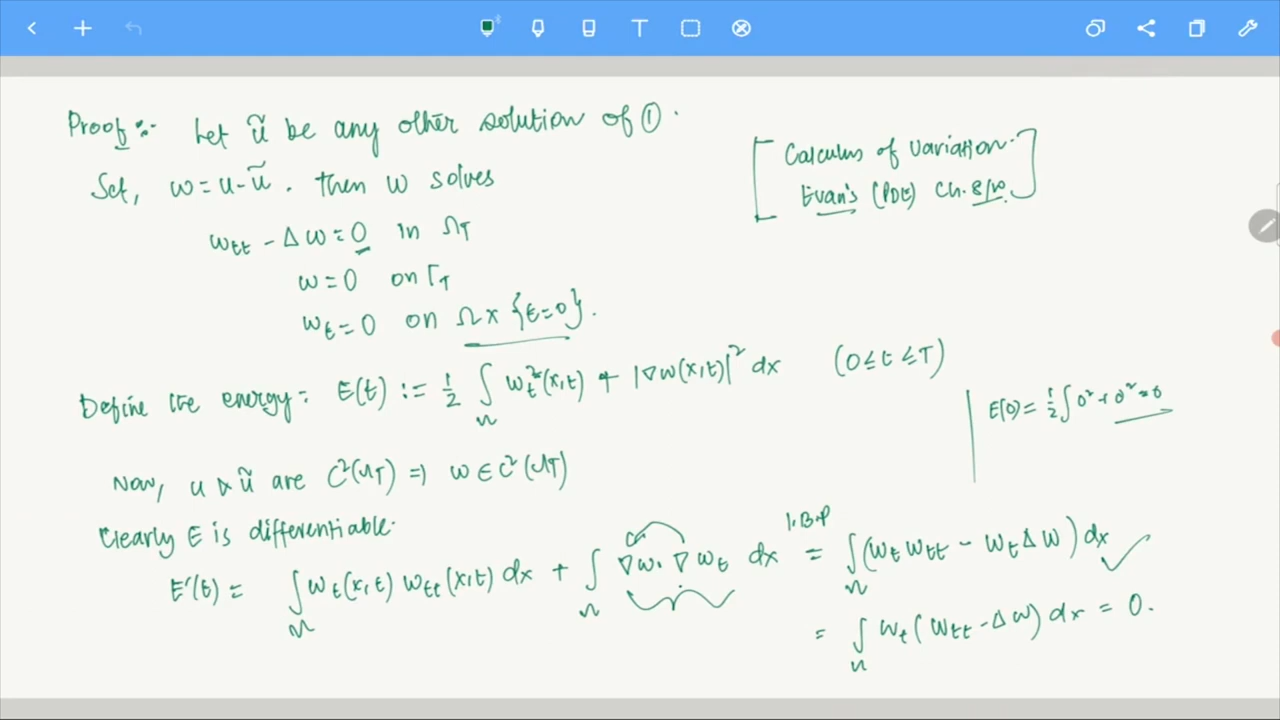 Proof:- Let ũ be any other solution of ①.
Set, w = u - ũ. Then w solves
w_tt - Δw = 0 in Ω_T
w = 0 on Γ_T
w_t = 0 on Ω x {t=0}.
[Calculus of variation.
Evan's (PDE) Ch. 8/10]
Define the energy: E(t) := 1/2 ∫_Ω w_t²(x,t) + |∇w(x,t)|² dx (0≤t≤T)
E(0) = 1/2 ∫ 0² + 0² = 0
Now, u & ũ are C²(Ω_T) => w ∈ C²(Ω_T)
Clearly E is differentiable.
E'(t) = ∫_Ω w_t(x,t) w_tt(x,t) dx + ∫_Ω ∇w. ∇w_t dx I.B.P = ∫_Ω (w_t w_tt - w_t Δw) dx ✓
= ∫_Ω w_t (w_tt - Δw) dx = 0.